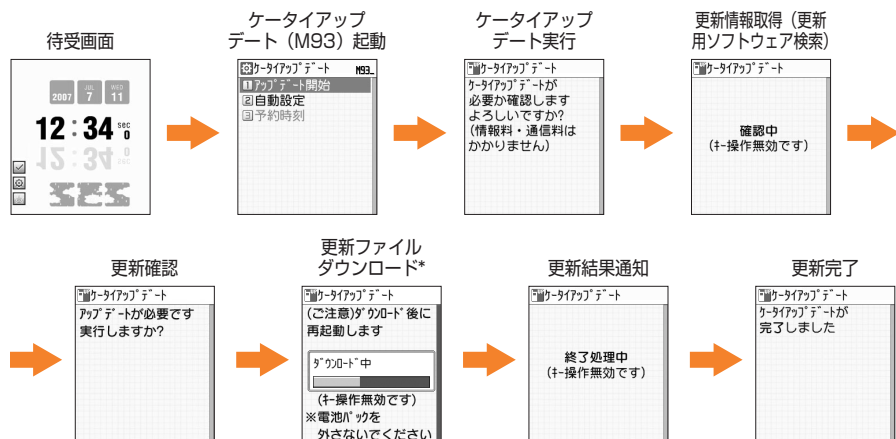 待受画面
2007
JUL
7
WED
11
12:34 sec 0
ケータイアップ
デート（M93）起動
ｹｰﾀｲｱｯﾌﾟﾃﾞｰﾄ M93_
1ｱｯﾌﾟﾃﾞｰﾄ開始
2自動設定
3予約時刻
ケータイアップ
デート実行
ｹｰﾀｲｱｯﾌﾟﾃﾞｰﾄ
ｹｰﾀｲｱｯﾌﾟﾃﾞｰﾄが
必要か確認します
よろしいですか?
(情報料・通信料は
かかりません)
更新情報取得（更新
用ソフトウェア検索）
ｹｰﾀｲｱｯﾌﾟﾃﾞｰﾄ
確認中
(ｷｰ操作無効です)
更新確認
ｹｰﾀｲｱｯﾌﾟﾃﾞｰﾄ
ｱｯﾌﾟﾃﾞｰﾄが必要です
実行しますか?
更新ファイル
ダウンロード*
ｹｰﾀｲｱｯﾌﾟﾃﾞｰﾄ
(ご注意)ﾀﾞｳﾝﾛｰﾄﾞ後に
再起動します
ﾀﾞｳﾝﾛｰﾄﾞ中
(ｷｰ操作無効です)
※電池ﾊﾟｯｸを
外さないでください
更新結果通知
ｹｰﾀｲｱｯﾌﾟﾃﾞｰﾄ
終了処理中
(ｷｰ操作無効です)
更新完了
ｹｰﾀｲｱｯﾌﾟﾃﾞｰﾄ
ｹｰﾀｲｱｯﾌﾟﾃﾞｰﾄが
完了しました